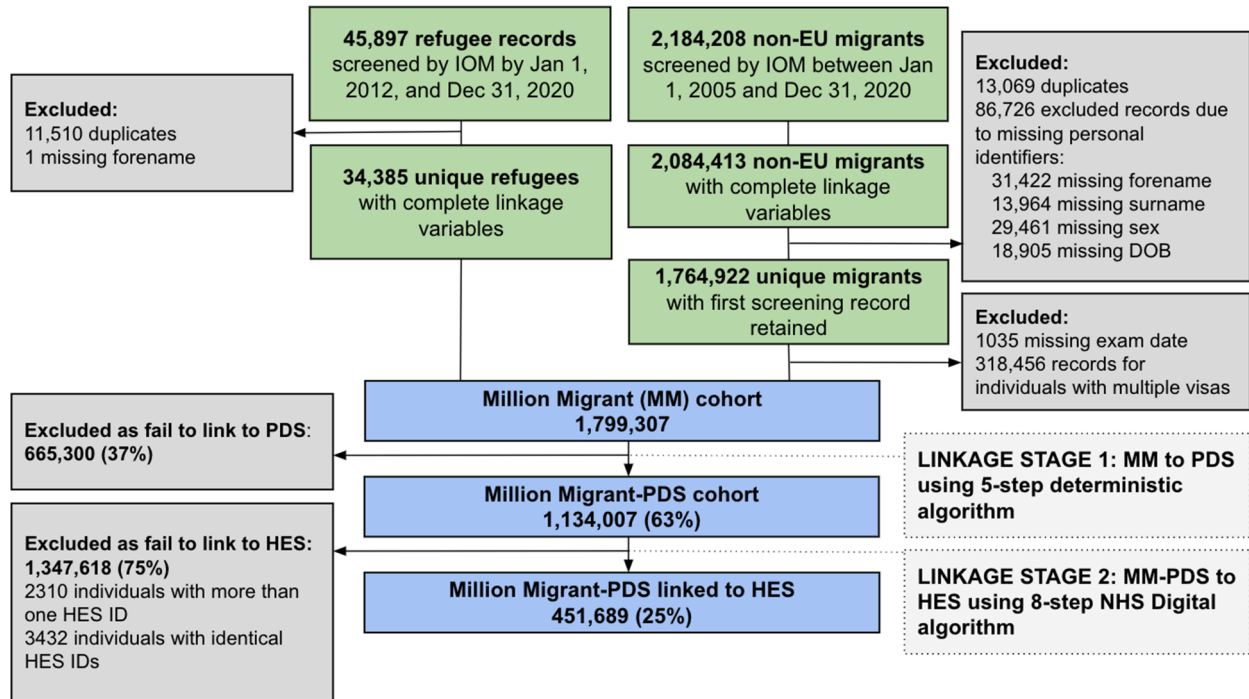 45,897 refugee records
screened by IOM by Jan 1,
2012, and Dec 31, 2020
2,184,208 non-EU migrants
screened by IOM between Jan
1, 2005 and Dec 31, 2020
Excluded:
11,510 duplicates
1 missing forename
Excluded:
13,069 duplicates
86,726 excluded records due
to missing personal
identifiers:
31,422 missing forename
13,964 missing surname
29,461 missing sex
18,905 missing DOB
34,385 unique refugees
with complete linkage
variables
2,084,413 non-EU migrants
with complete linkage
variables
1,764,922 unique migrants
with first screening record
retained
Excluded:
1035 missing exam date
318,456 records for
individuals with multiple visas
Million Migrant (MM) cohort
1,799,307
Excluded as fail to link to PDS:
665,300 (37%)
LINKAGE STAGE 1: MM to PDS
using 5-step deterministic
algorithm
Million Migrant-PDS cohort
1,134,007 (63%)
Excluded as fail to link to HES:
1,347,618 (75%)
2310 individuals with more than
one HES ID
3432 individuals with identical
HES IDs
LINKAGE STAGE 2: MM-PDS to
HES using 8-step NHS Digital
algorithm
Million Migrant-PDS linked to HES
451,689 (25%)